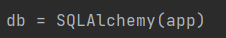 db = SQLAlchemy(app)